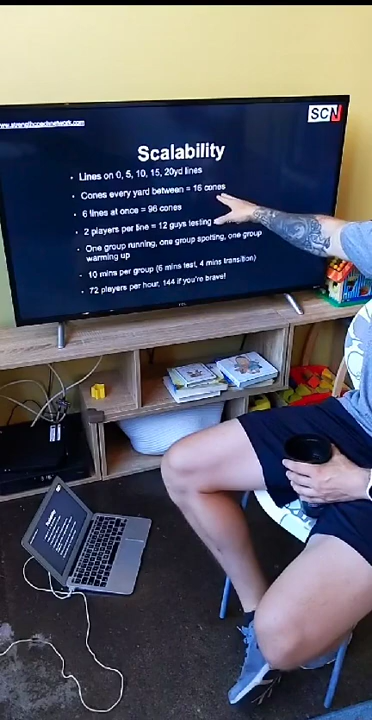 www.strengthcoachnetwork.com
SCN
Scalability
• Lines on 0, 5, 10, 15, 20yd lines
• Cones every yard between = 16 cones
• 6 lines at once = 96 cones
• 2 players per line = 12 guys testing
• One group running, one group spotting, one group
warming up
• 10 mins per group (6 mins test, 4 mins transition)
• 72 players per hour, 144 if you're brave!
TCL
Scalability